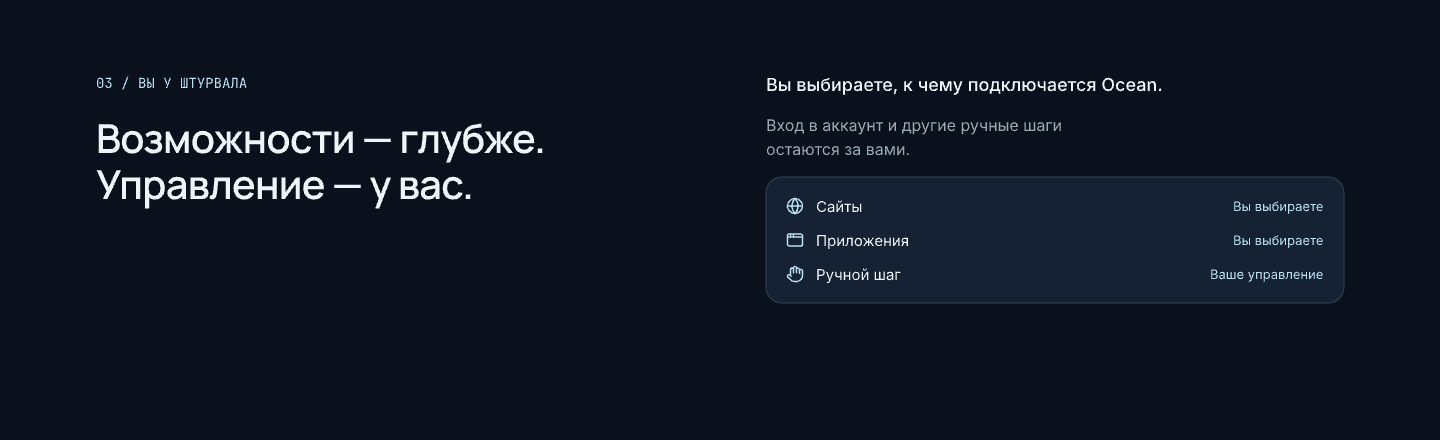 03 / ВЫ У ШТУРВАЛА
Возможности — глубже.
Управление — у вас.
Вы выбираете, к чему подключается Ocean.
Вход в аккаунт и другие ручные шаги
остаются за вами.
Сайты Вы выбираете
Приложения Вы выбираете
Ручной шаг Ваше управление